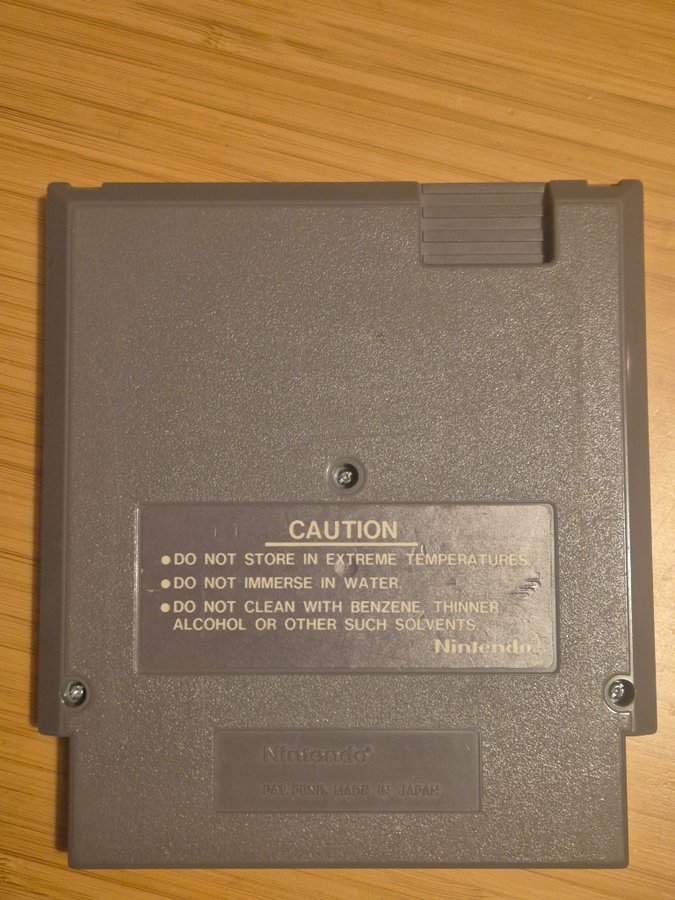 CAUTION
●DO NOT STORE IN EXTREME TEMPERATURES.
●DO NOT IMMERSE IN WATER.
●DO NOT CLEAN WITH BENZENE, THINNER,
ALCOHOL OR OTHER SUCH SOLVENTS.
Nintendo
Nintendo®
PAT. PEND. MADE IN JAPAN